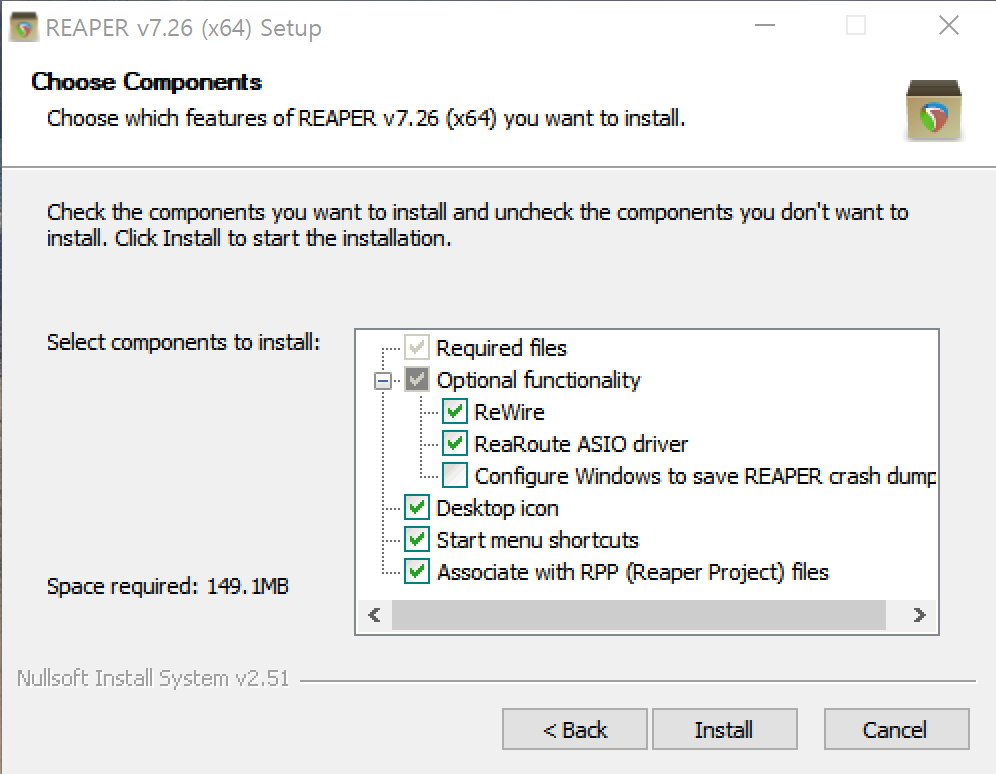 REAPER v7.26 (x64) Setup
Choose Components
Choose which features of REAPER v7.26 (x64) you want to install.
Check the components you want to install and uncheck the components you don't want to
install. Click Install to start the installation.
Select components to install:
Required files
Optional functionality
ReWire
ReaRoute ASIO driver
Configure Windows to save REAPER crash dump
Desktop icon
Start menu shortcuts
Associate with RPP (Reaper Project) files
Space required: 149.1MB
Nullsoft Install System v2.51
< Back
Install
Cancel